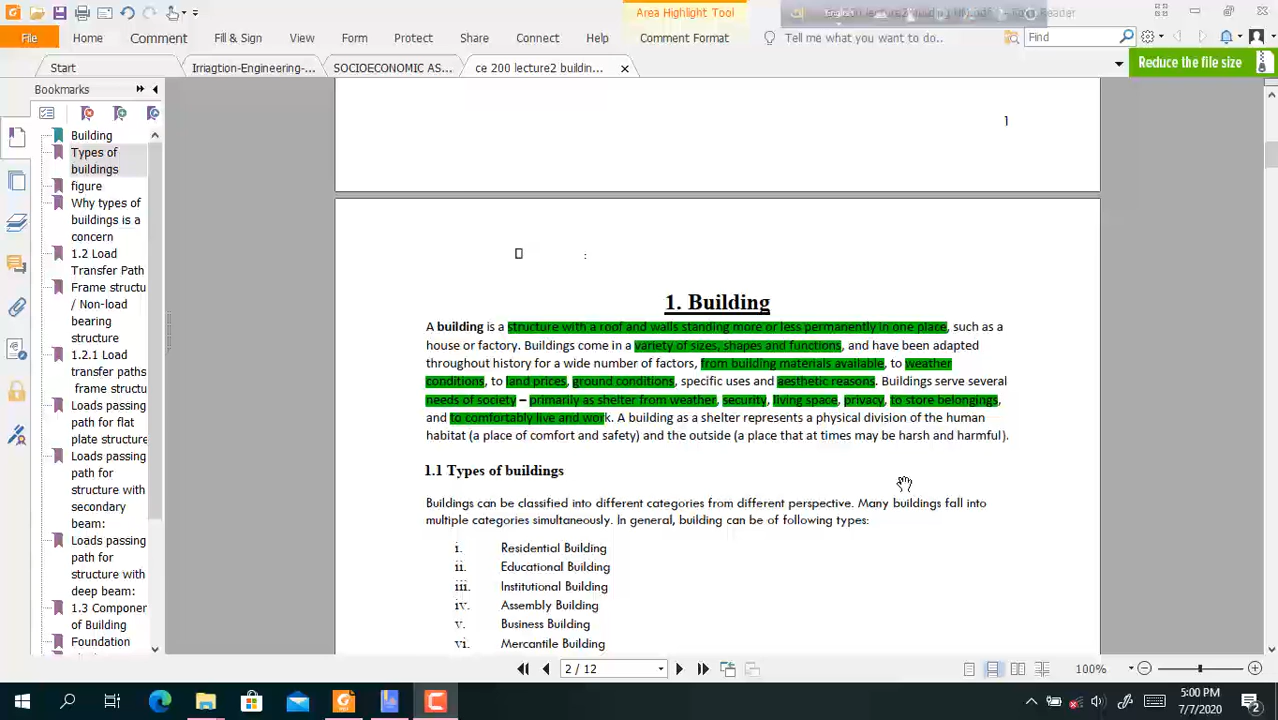 Area Highlight Tool
File Home Comment Fill & Sign View Form Protect Share Connect Help Comment Format Tell me what you want to do.. Find
Start Irriagtion-Engineering-... SOCIOECONOMIC AS... ce 200 lecture2 buildin... Reduce the file size
Bookmarks
Building
Types of
buildings
figure
Why types of
buildings is a
concern
1.2 Load
Transfer Path
Frame structu
/ Non-load
bearing
structure
1.2.1 Load
transfer paths
frame structu
Loads passing
path for flat
plate structure
Loads passing
path for
structure with
secondary
beam:
Loads passing
path for
structure with
deep beam:
1.3 Componer
of Building
Foundation
1
:
1. Building
A building is a structure with a roof and walls standing more or less permanently in one place, such as a
house or factory. Buildings come in a variety of sizes, shapes and functions, and have been adapted
throughout history for a wide number of factors, from building materials available, to weather
conditions, to land prices, ground conditions, specific uses and aesthetic reasons. Buildings serve several
needs of society – primarily as shelter from weather, security, living space, privacy, to store belongings,
and to comfortably live and work. A building as a shelter represents a physical division of the human
habitat (a place of comfort and safety) and the outside (a place that at times may be harsh and harmful).
1.1 Types of buildings
Buildings can be classified into different categories from different perspective. Many buildings fall into
multiple categories simultaneously. In general, building can be of following types:
i. Residential Building
ii. Educational Building
iii. Institutional Building
iv. Assembly Building
v. Business Building
vi. Mercantile Building
2 / 12 100%
5:00 PM
7/7/2020
2